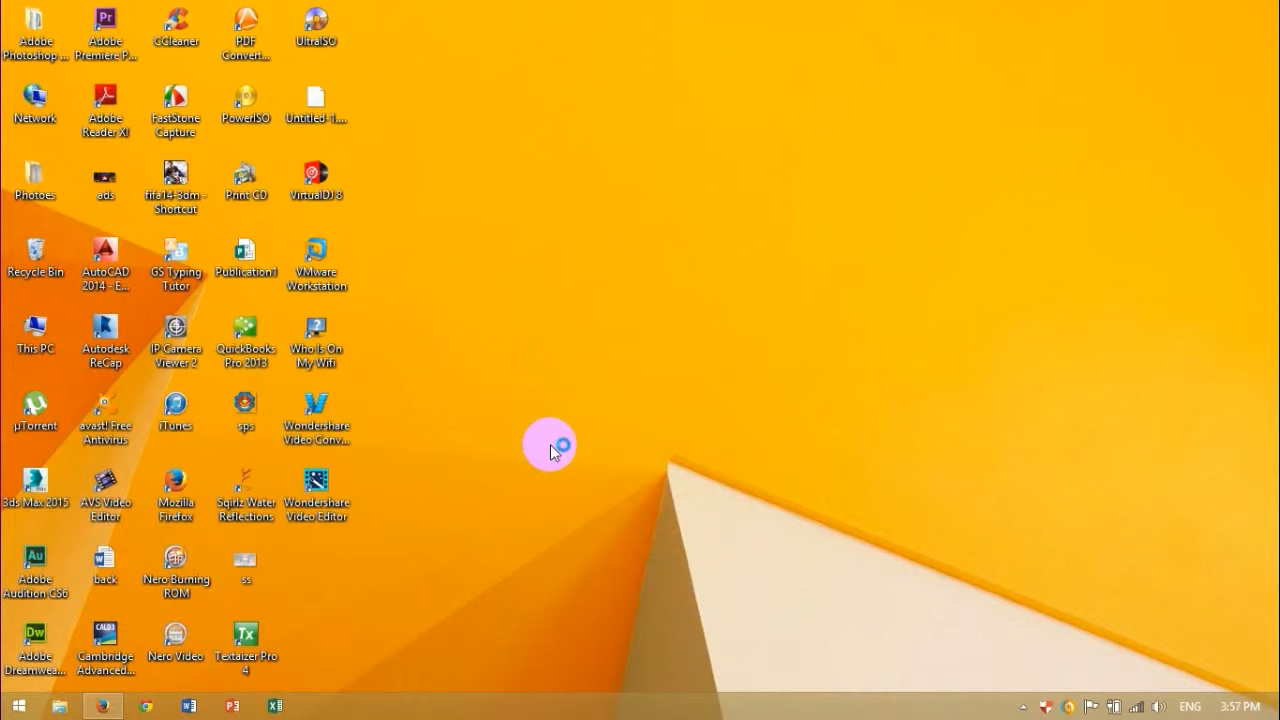 Adobe
Photoshop ...
Adobe
Premiere P...
CCleaner
PDF
Convert...
UltraISO
Network
Adobe
Reader XI
FastStone
Capture
PowerISO
Untitled-1....
Photoes
ads
fifa14-3dm -
Shortcut
Print CD
VirtualDJ 8
Recycle Bin
AutoCAD
2014 - E...
GS Typing
Tutor
Publication1
VMware
Workstation
This PC
Autodesk
ReCap
IP Camera
Viewer 2
QuickBooks
Pro 2013
Who Is On
My Wifi
µTorrent
avast! Free
Antivirus
iTunes
sps
Wondershare
Video Conv...
3ds Max 2015
AVS Video
Editor
Mozilla
Firefox
Sqirlz Water
Reflections
Wondershare
Video Editor
Adobe
Audition CS6
back
Nero Burning
ROM
ss
Adobe
Dreamwea...
Cambridge
Advanced...
Nero Video
Textaizer Pro
4
ENG
3:57 PM